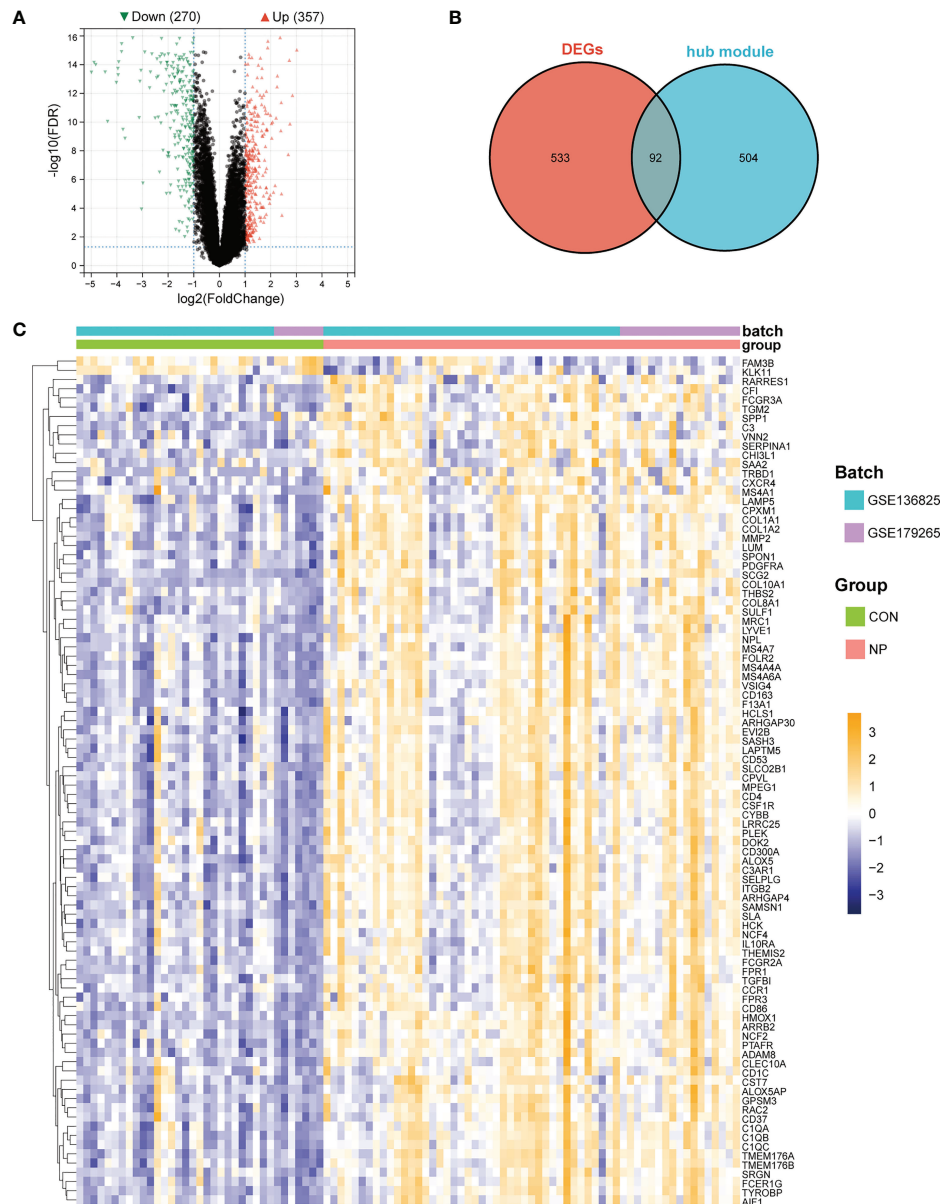 A
Down (270)
Up (357)
16
14
12
10
8
6
4
2
0
-log10(FDR)
-5 -4 -3 -2 -1 0 1 2 3 4 5
log2(FoldChange)
B
DEGs
hub module
533
92
504
C
batch
group
FAM3B
KLK11
RARRES1
CFI
FCGR3A
TGM2
SPP1
C3
VNN2
SERPINA1
CHI3L1
SAA2
TRBD1
CXCR4
MS4A1
LAMP5
CPXM1
COL1A1
COL1A2
MMP2
LUM
SPON1
PDGFRA
SCG2
COL10A1
THBS2
COL8A1
SULF1
MRC1
LYVE1
NPL
MS4A7
FOLR2
MS4A4A
MS4A6A
VSIG4
CD163
F13A1
HCLS1
ARHGAP30
EVI2B
SASH3
LAPTM5
CD53
SLCO2B1
CPVL
MPEG1
CD4
CSF1R
CYBB
LRRC25
PLEK
DOK2
CD300A
ALOX5
C3AR1
SELPLG
ITGB2
ARHGAP4
SAMSN1
SLA
HCK
NCF4
IL10RA
THEMIS2
FCGR2A
FPR1
TGFBI
CCR1
FPR3
CD86
HMOX1
ARRB2
NCF2
PTAFR
ADAM8
CLEC10A
CD1C
CST7
ALOX5AP
GPSM3
RAC2
CD37
C1QA
C1QB
C1QC
TMEM176A
TMEM176B
SRGN
FCER1G
TYROBP
AIF1
Batch
GSE136825
GSE179265
Group
CON
NP
3
2
1
0
−1
−2
−3